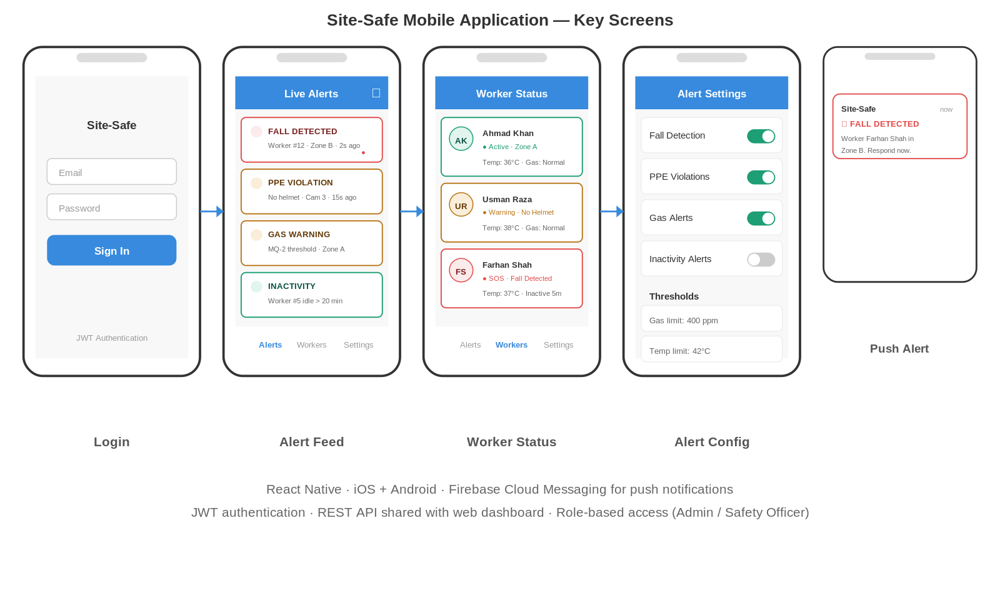 Site-Safe Mobile Application — Key Screens
Site-Safe
Email
Password
Sign In
JWT Authentication
Live Alerts
FALL DETECTED
Worker #12 · Zone B · 2s ago
PPE VIOLATION
No helmet · Cam 3 · 15s ago
GAS WARNING
MQ-2 threshold · Zone A
INACTIVITY
Worker #5 idle > 20 min
Alerts Workers Settings
Worker Status
AK
Ahmad Khan
● Active · Zone A
Temp: 36°C · Gas: Normal
UR
Usman Raza
● Warning · No Helmet
Temp: 38°C · Gas: Normal
FS
Farhan Shah
● SOS · Fall Detected
Temp: 37°C · Inactive 5m
Alerts Workers Settings
Alert Settings
Fall Detection
PPE Violations
Gas Alerts
Inactivity Alerts
Thresholds
Gas limit: 400 ppm
Temp limit: 42°C
Site-Safe now
FALL DETECTED
Worker Farhan Shah in
Zone B. Respond now.
Push Alert
Login
Alert Feed
Worker Status
Alert Config
React Native · iOS + Android · Firebase Cloud Messaging for push notifications
JWT authentication · REST API shared with web dashboard · Role-based access (Admin / Safety Officer)